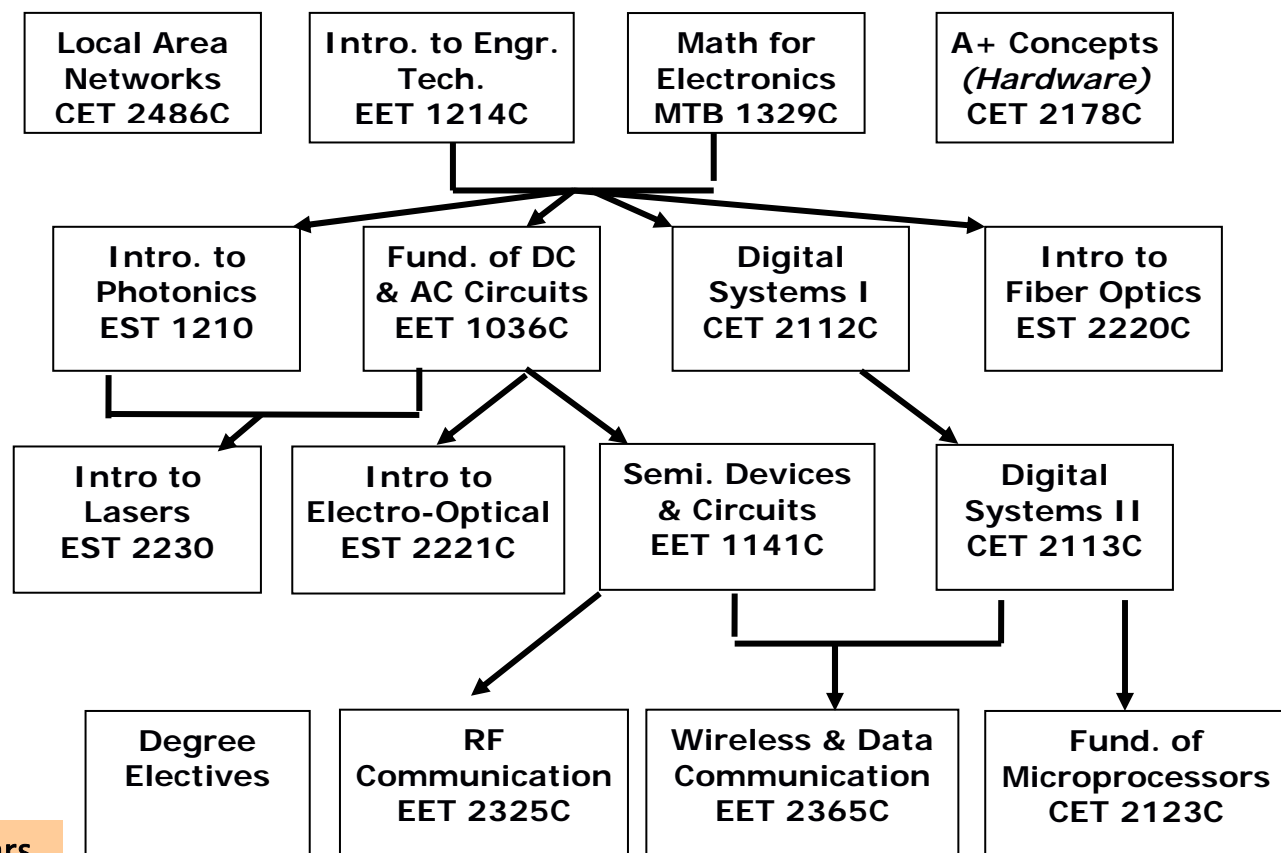 Local Area
Networks
CET 2486C
Intro. to Engr.
Tech.
EET 1214C
Math for
Electronics
MTB 1329C
A+ Concepts
(Hardware)
CET 2178C
Intro. to
Photonics
EST 1210
Fund. of DC
& AC Circuits
EET 1036C
Digital
Systems I
CET 2112C
Intro to
Fiber Optics
EST 2220C
Intro to
Lasers
EST 2230
Intro to
Electro-Optical
EST 2221C
Semi. Devices
& Circuits
EET 1141C
Digital
Systems II
CET 2113C
Degree
Electives
RF
Communication
EET 2325C
Wireless & Data
Communication
EET 2365C
Fund. of
Microprocessors
CET 2123C